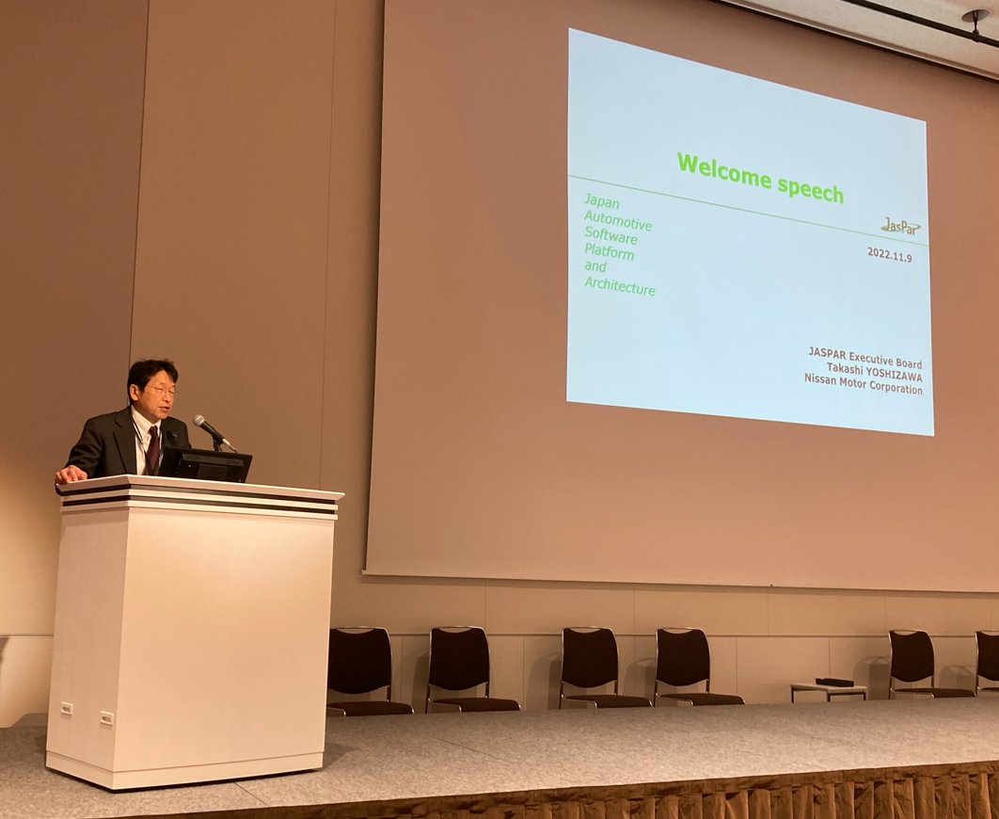 Welcome speech
Japan
Automotive
Software
Platform
and
Architecture
JasPar
2022.11.9
JASPAR Executive Board
Takashi YOSHIZAWA
Nissan Motor Corporation